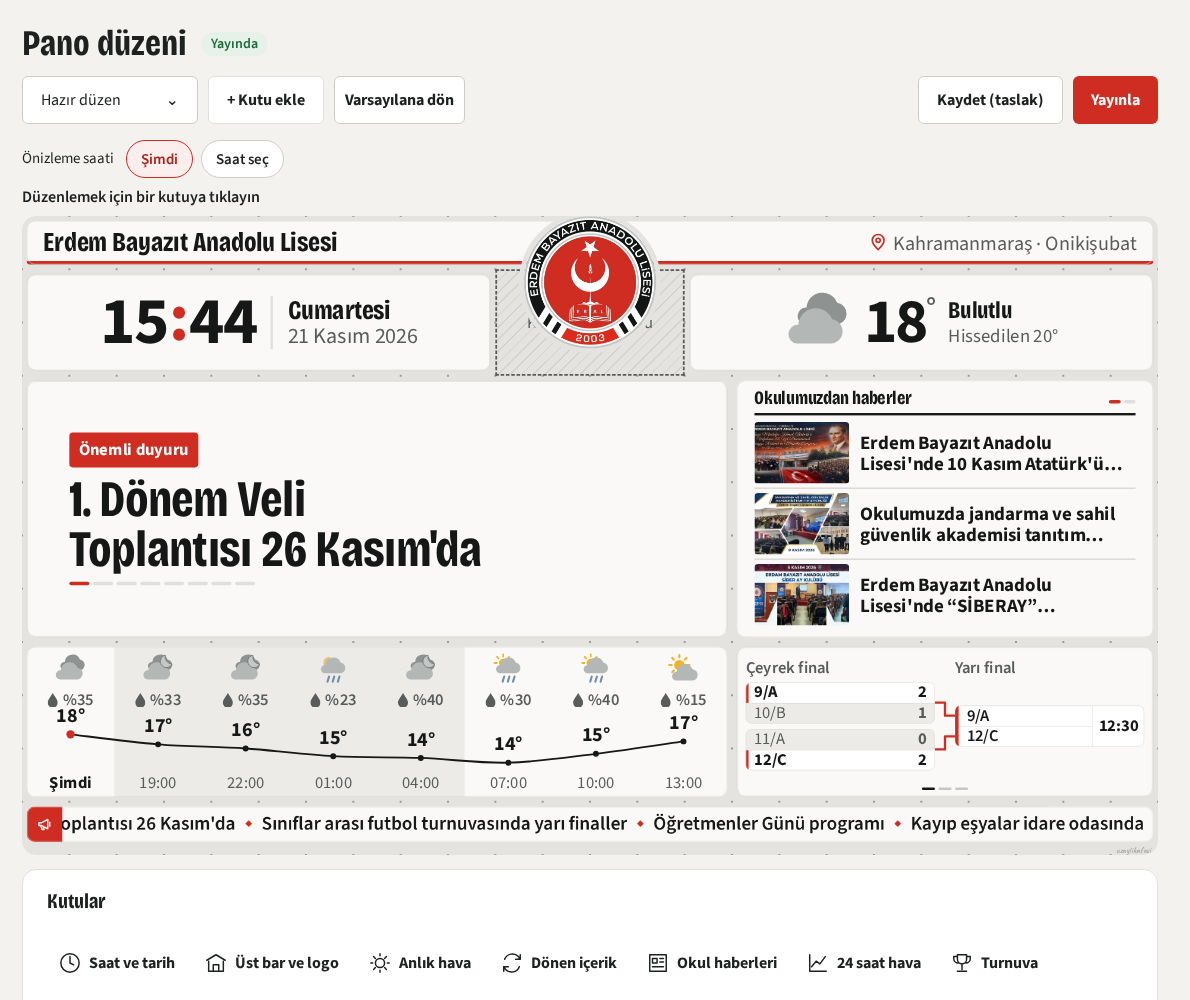 Pano düzeni
Yayında
Hazır düzen
+ Kutu ekle
Varsayılana dön
Kaydet (taslak)
Yayınla
Önizleme saati
Şimdi
Saat seç
Düzenlemek için bir kutuya tıklayın
Erdem Bayazıt Anadolu Lisesi
ERDEM BAYAZIT ANADOLU LİSESİ
EBAL
2003
Kahramanmaraş · Onikişubat
15:44
Cumartesi
21 Kasım 2026
18°
Bulutlu
Hissedilen 20°
Önemli duyuru
1. Dönem Veli
Toplantısı 26 Kasım'da
Okulumuzdan haberler
Erdem Bayazıt Anadolu
Lisesi'nde 10 Kasım Atatürk'ü…
Okulumuzda jandarma ve sahil
güvenlik akademisi tanıtım…
Erdem Bayazıt Anadolu
Lisesi'nde “SİBERAY”…
%35
%33
%35
%23
%40
%30
%40
%15
18°
17°
16°
15°
14°
14°
15°
17°
Şimdi
19:00
22:00
01:00
04:00
07:00
10:00
13:00
Çeyrek final
Yarı final
9/A 2
10/B 1
11/A 0
12/C 2
9/A
12/C
12:30
oplantısı 26 Kasım'da ◆ Sınıflar arası futbol turnuvasında yarı finaller ◆ Öğretmenler Günü programı ◆ Kayıp eşyalar idare odasında
Kutular
Saat ve tarih
Üst bar ve logo
Anlık hava
Dönen içerik
Okul haberleri
24 saat hava
Turnuva